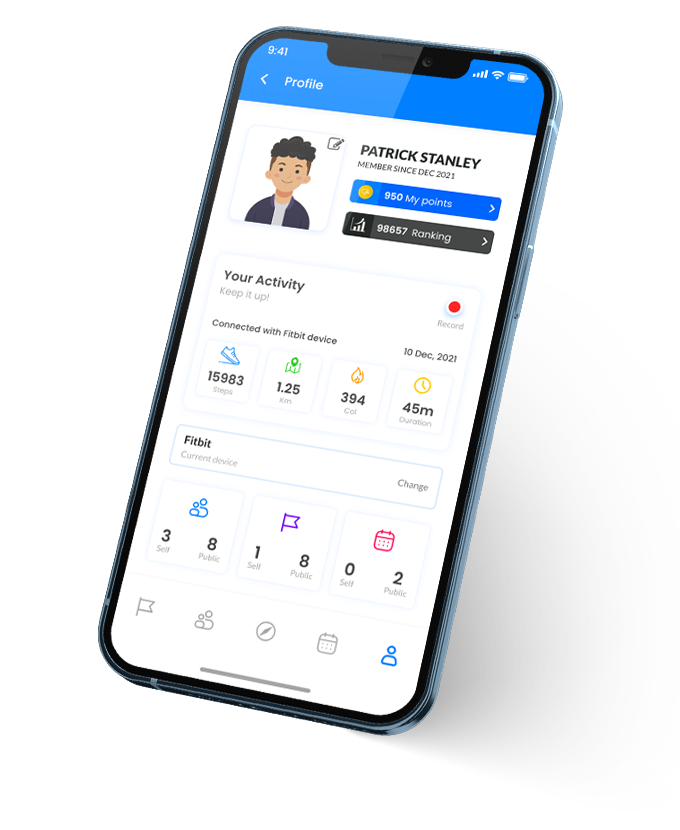 9:41
Profile
PATRICK STANLEY
MEMBER SINCE DEC 2021
950 My points
98657 Ranking
Your Activity
Keep it up!
Record
Connected with Fitbit device
10 Dec, 2021
15983
Steps
1.25
Km
394
Cal
45m
Duration
Fitbit
Current device
Change
3
Self
8
Public
1
Self
8
Public
0
Self
2
Public